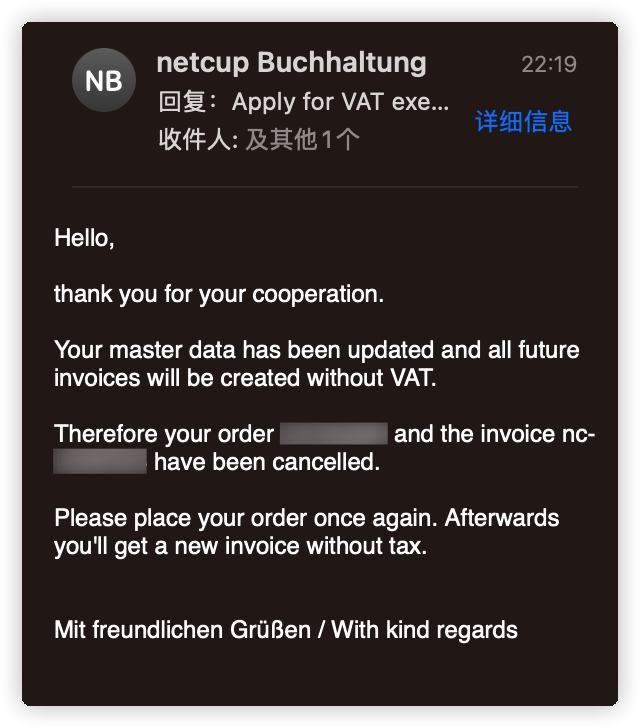 NB
netcup Buchhaltung
22:19
回复：Apply for VAT exe...
详细信息
收件人: 及其他1个
Hello,
thank you for your cooperation.
Your master data has been updated and all future
invoices will be created without VAT.
Therefore your order and the invoice nc-
have been cancelled.
Please place your order once again. Afterwards
you'll get a new invoice without tax.
Mit freundlichen Grüßen / With kind regards